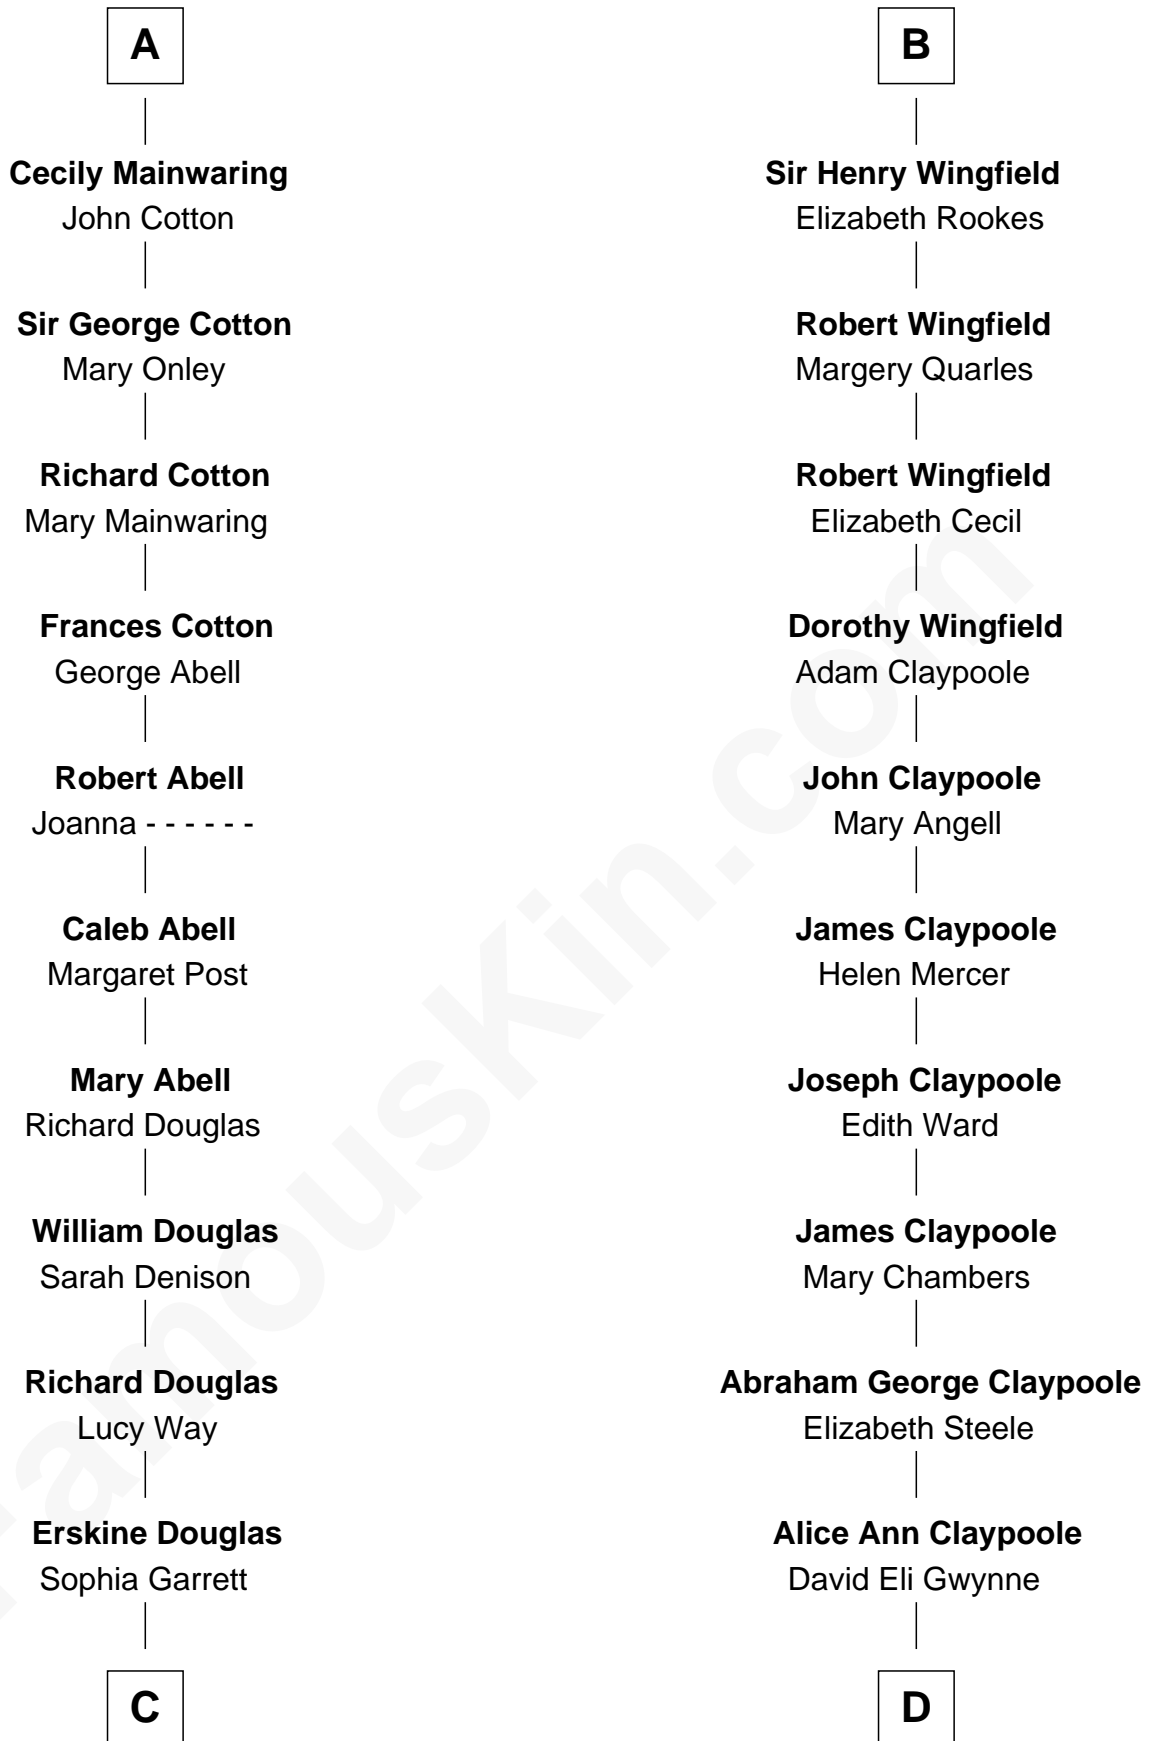 A
Cecily Mainwaring
John Cotton
Sir George Cotton
Mary Onley
Richard Cotton
Mary Mainwaring
Frances Cotton
George Abell
Robert Abell
Joanna - - - - - -
Caleb Abell
Margaret Post
Mary Abell
Richard Douglas
William Douglas
Sarah Denison
Richard Douglas
Lucy Way
Erskine Douglas
Sophia Garrett
C
B
Sir Henry Wingfield
Elizabeth Rookes
Robert Wingfield
Margery Quarles
Robert Wingfield
Elizabeth Cecil
Dorothy Wingfield
Adam Claypoole
John Claypoole
Mary Angell
James Claypoole
Helen Mercer
Joseph Claypoole
Edith Ward
James Claypoole
Mary Chambers
Abraham George Claypoole
Elizabeth Steele
Alice Ann Claypoole
David Eli Gwynne
D
FamousKin.com